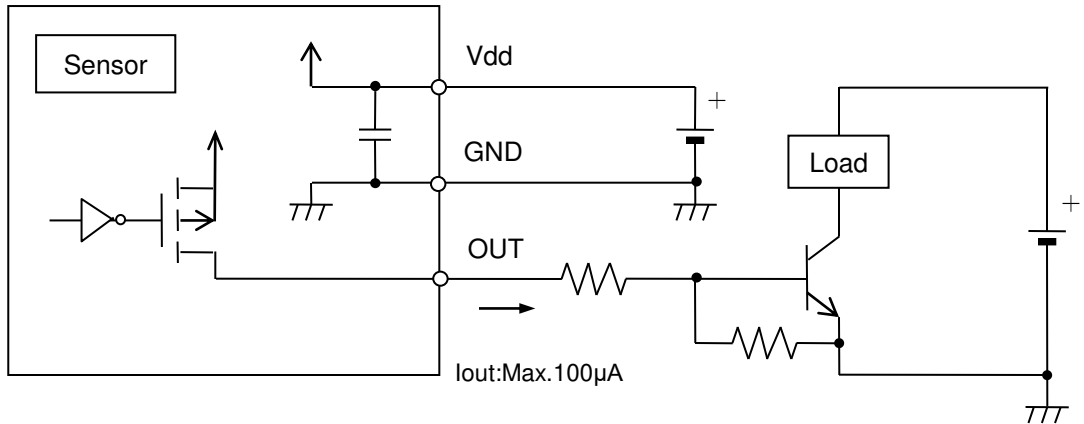 Sensor
Vdd
+
GND
Load
+
OUT
Iout:Max.100μA